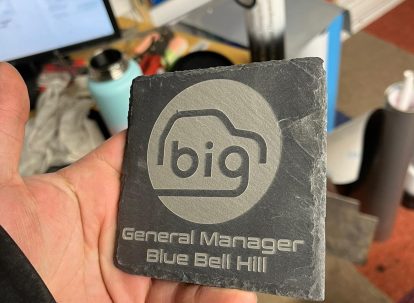 big
General Manager
Blue Bell Hill